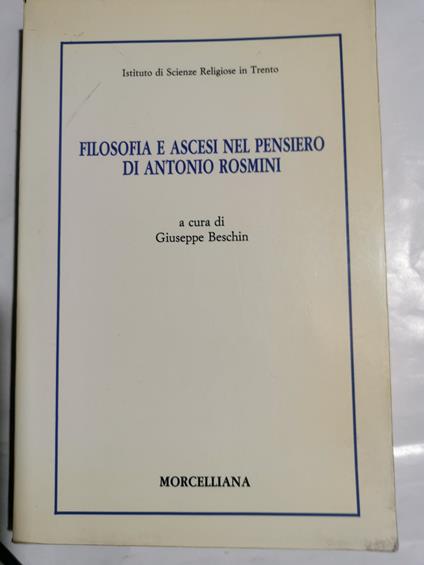 Istituto di Scienze Religiose in Trento
FILOSOFIA E ASCESI NEL PENSIERO
DI ANTONIO ROSMINI
a cura di
Giuseppe Beschin
MORCELLIANA